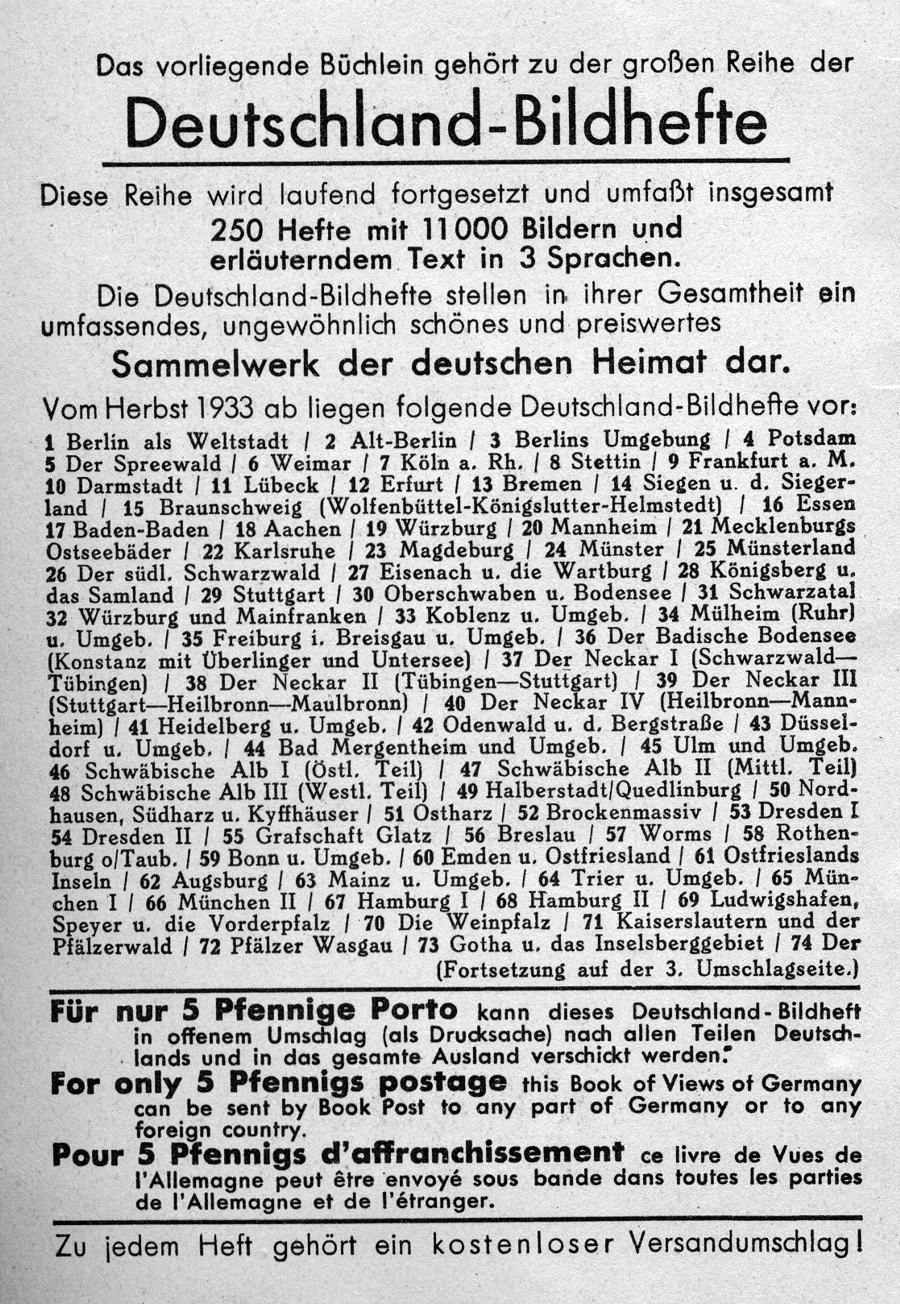 Das vorliegende Büchlein gehört zu der großen Reihe der
Deutschland-Bildhefte
Diese Reihe wird laufend fortgesetzt und umfaßt insgesamt
250 Hefte mit 11000 Bildern und
erläuterndem Text in 3 Sprachen.
Die Deutschland-Bildhefte stellen in ihrer Gesamtheit ein
umfassendes, ungewöhnlich schönes und preiswertes
Sammelwerk der deutschen Heimat dar.
Vom Herbst 1933 ab liegen folgende Deutschland-Bildhefte vor:
1 Berlin als Weltstadt / 2 Alt-Berlin / 3 Berlins Umgebung / 4 Potsdam
5 Der Spreewald / 6 Weimar / 7 Köln a. Rh. / 8 Stettin / 9 Frankfurt a. M.
10 Darmstadt / 11 Lübeck / 12 Erfurt / 13 Bremen / 14 Siegen u. d. Sieger-
land / 15 Braunschweig (Wolfenbüttel-Königslutter-Helmstedt) / 16 Essen
17 Baden-Baden / 18 Aachen / 19 Würzburg / 20 Mannheim / 21 Mecklenburgs
Ostseebäder / 22 Karlsruhe / 23 Magdeburg / 24 Münster / 25 Münsterland
26 Der südl. Schwarzwald / 27 Eisenach u. die Wartburg / 28 Königsberg u.
das Samland / 29 Stuttgart / 30 Oberschwaben u. Bodensee / 31 Schwarzatal
32 Würzburg und Mainfranken / 33 Koblenz u. Umgeb. / 34 Mülheim (Ruhr)
u. Umgeb. / 35 Freiburg i. Breisgau u. Umgeb. / 36 Der Badische Bodensee
(Konstanz mit Überlinger und Untersee) / 37 Der Neckar I (Schwarzwald—
Tübingen) / 38 Der Neckar II (Tübingen—Stuttgart) / 39 Der Neckar III
(Stuttgart—Heilbronn—Maulbronn) / 40 Der Neckar IV (Heilbronn—Mann-
heim) / 41 Heidelberg u. Umgeb. / 42 Odenwald u. d. Bergstraße / 43 Düssel-
dorf u. Umgeb. / 44 Bad Mergentheim und Umgeb. / 45 Ulm und Umgeb.
46 Schwäbische Alb I (Östl. Teil) / 47 Schwäbische Alb II (Mittl. Teil)
48 Schwäbische Alb III (Westl. Teil) / 49 Halberstadt/Quedlinburg / 50 Nord-
hausen, Südharz u. Kyffhäuser / 51 Ostharz / 52 Brockenmassiv / 53 Dresden I
54 Dresden II / 55 Grafschaft Glatz / 56 Breslau / 57 Worms / 58 Rothen-
burg o/Taub. / 59 Bonn u. Umgeb. / 60 Emden u. Ostfriesland / 61 Ostfrieslands
Inseln / 62 Augsburg / 63 Mainz u. Umgeb. / 64 Trier u. Umgeb. / 65 Mün-
chen I / 66 München II / 67 Hamburg I / 68 Hamburg II / 69 Ludwigshafen,
Speyer u. die Vorderpfalz / 70 Die Weinpfalz / 71 Kaiserslautern und der
Pfälzerwald / 72 Pfälzer Wasgau / 73 Gotha u. das Inselsberggebiet / 74 Der
(Fortsetzung auf der 3. Umschlagseite.)
Für nur 5 Pfennige Porto kann dieses Deutschland-Bildheft
in offenem Umschlag (als Drucksache) nach allen Teilen Deutsch-
lands und in das gesamte Ausland verschickt werden.
For only 5 Pfennigs postage this Book of Views of Germany
can be sent by Book Post to any part of Germany or to any
foreign country.
Pour 5 Pfennigs d'affranchissement ce livre de Vues de
l'Allemagne peut être envoyé sous bande dans toutes les parties
de l'Allemagne et de l'étranger.
Zu jedem Heft gehört ein kostenloser Versandumschlag!